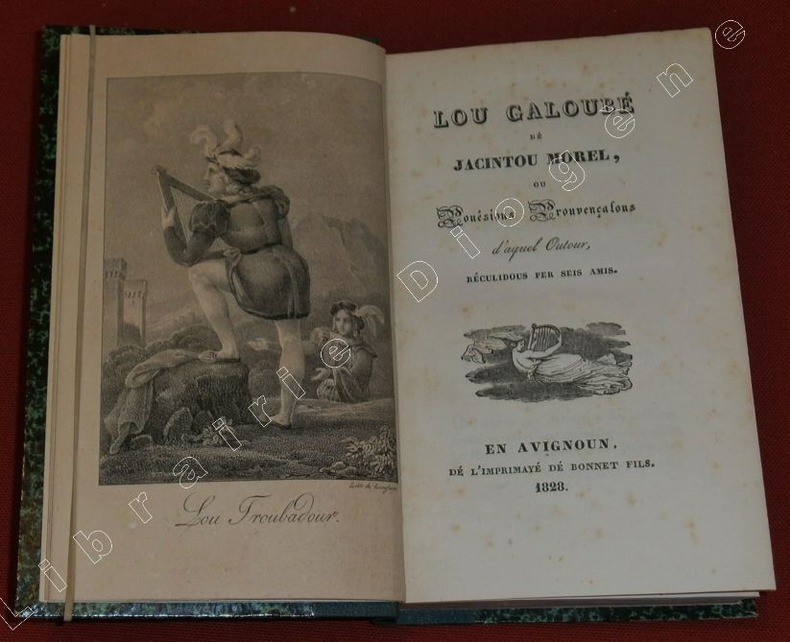 Lou Troubadour.
LOU GALOUBÉ
DÉ
JACINTOU MOREL,
OU
Pouésious Prouvençalous
d'aquel Outour,
RÉCULIDOUS PER SEIS AMIS.
EN AVIGNOUN,
DÉ L'IMPRIMAYÉ DÉ BONNET FILS.
1828.
Librairie Diogène ©